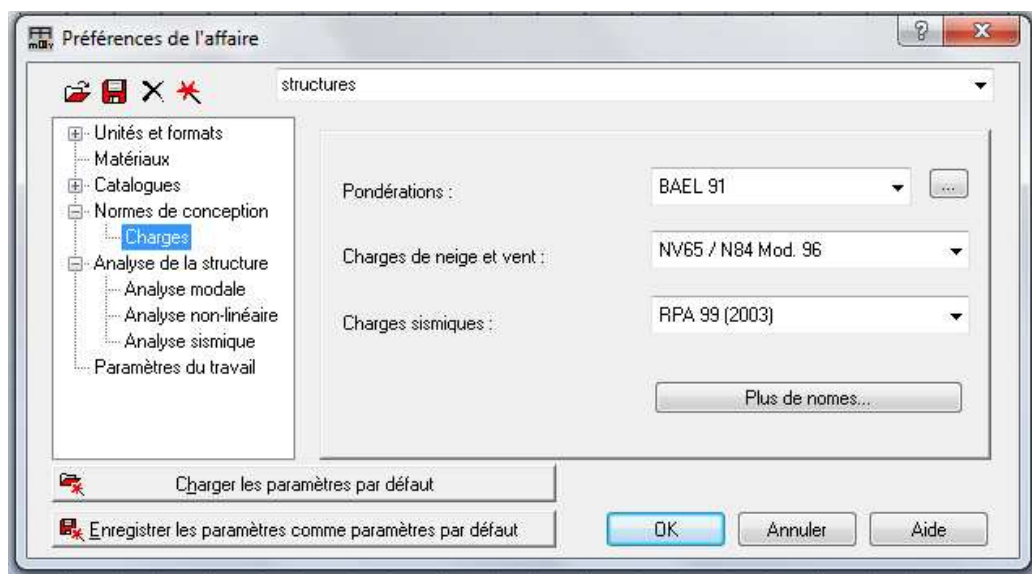 Préférences de l'affaire
structures
Unités et formats
Matériaux
Catalogues
Normes de conception
Charges
Analyse de la structure
Analyse modale
Analyse non-linéaire
Analyse sismique
Paramètres du travail
Pondérations :
BAEL 91
...
Charges de neige et vent :
NV65 / N84 Mod. 96
Charges sismiques :
RPA 99 (2003)
Plus de nomes...
Charger les paramètres par défaut
Enregistrer les paramètres comme paramètres par défaut
OK
Annuler
Aide